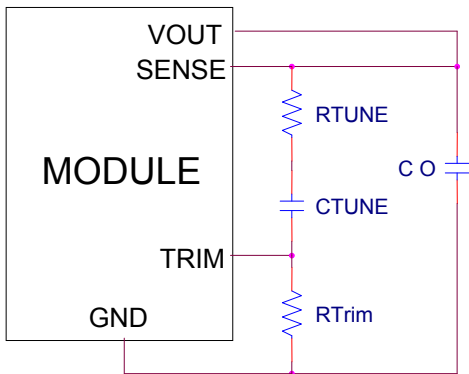 VOUT
SENSE
RTUNE
MODULE
C O
CTUNE
TRIM
GND
RTrim